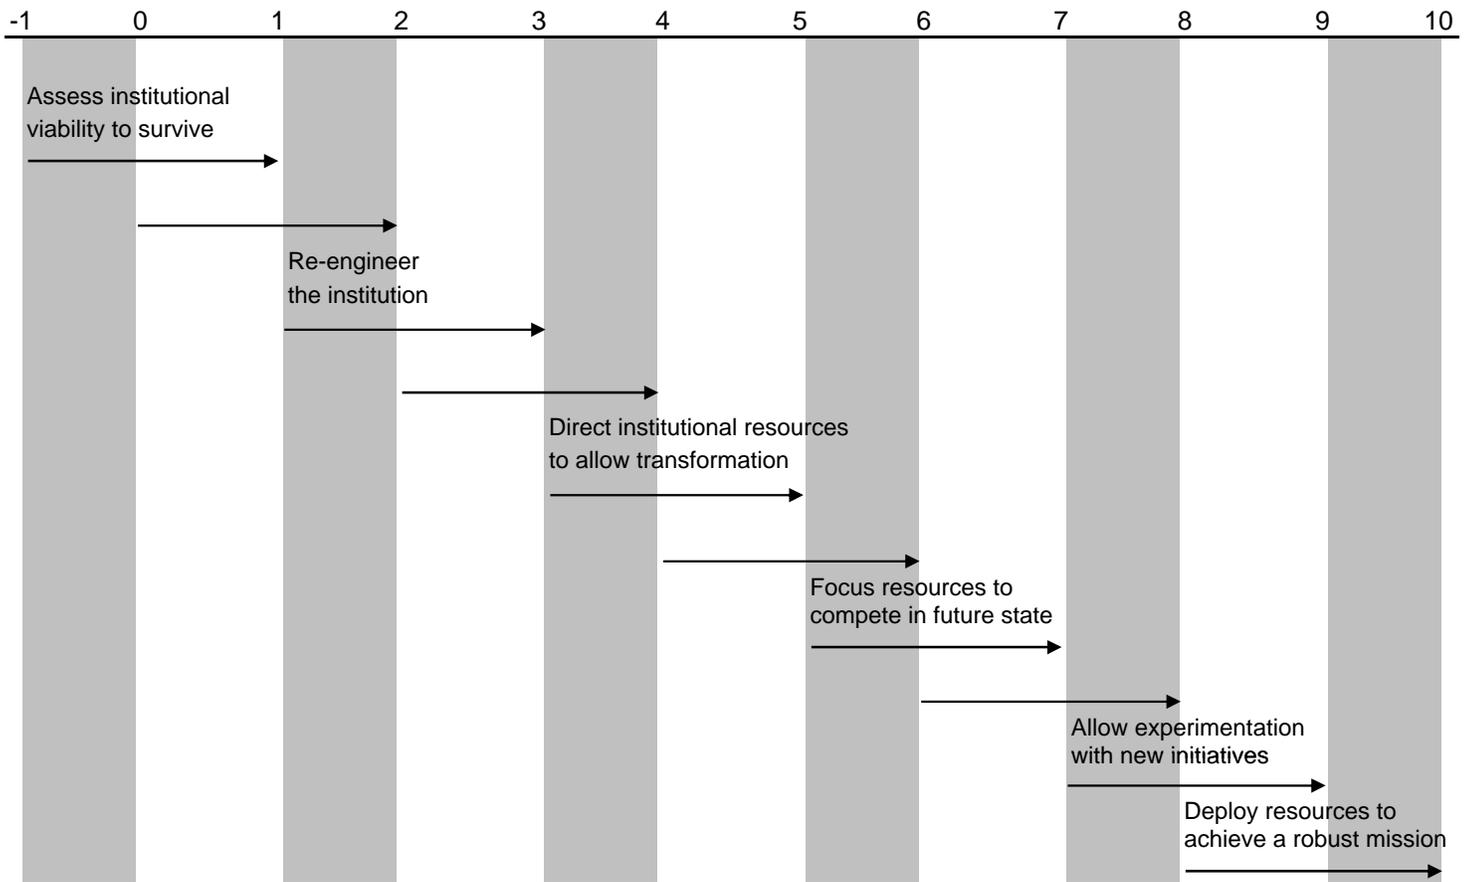 -1 0 1 2 3 4 5 6 7 8 9 10
Assess institutional
viability to survive
Re-engineer
the institution
Direct institutional resources
to allow transformation
Focus resources to
compete in future state
Allow experimentation
with new initiatives
Deploy resources to
achieve a robust mission